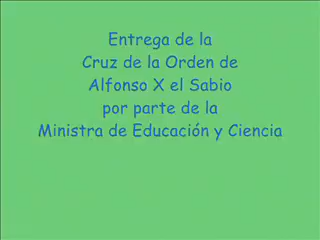 Entrega de la
Cruz de la Orden de
Alfonso X el Sabio
por parte de la
Ministra de Educación y Ciencia